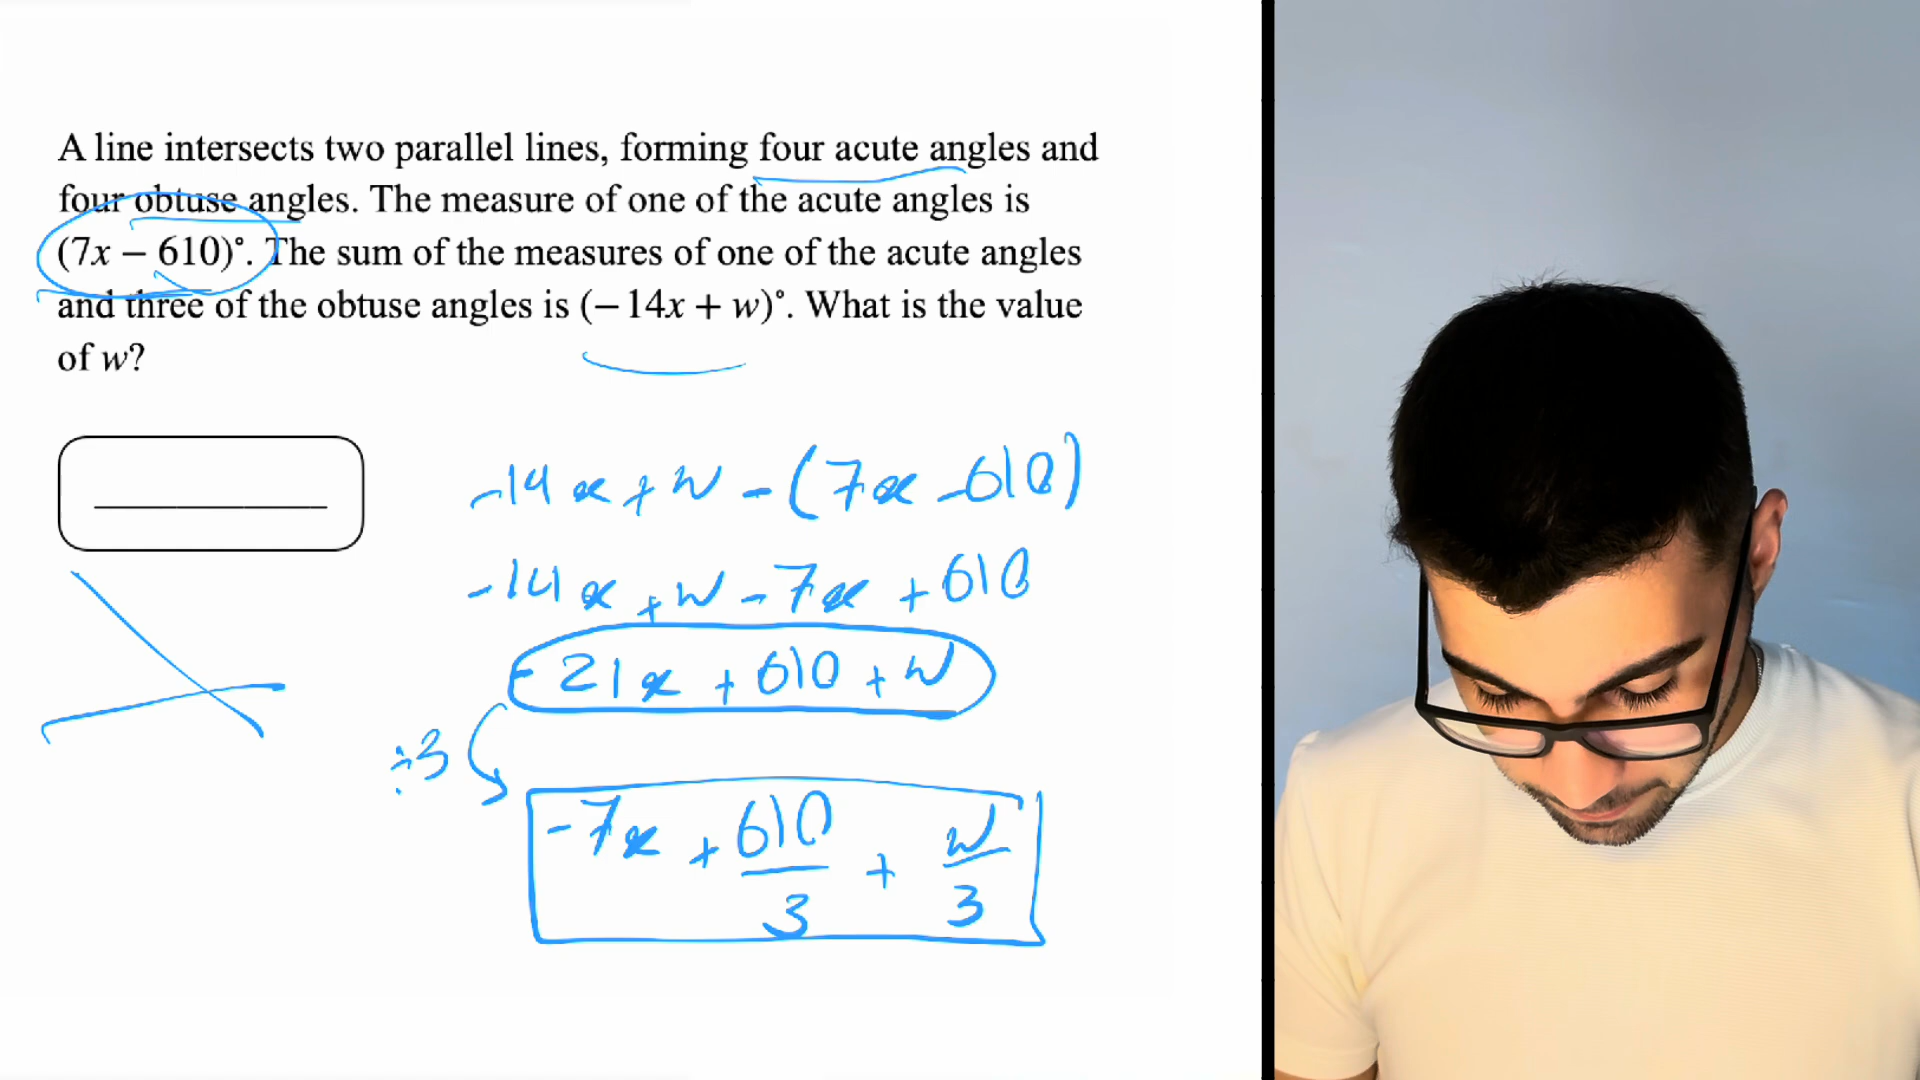 A line intersects two parallel lines, forming four acute angles and
four obtuse angles. The measure of one of the acute angles is
(7x − 610)°. The sum of the measures of one of the acute angles
and three of the obtuse angles is (−14x + w)°. What is the value
of w?
-14x + w - (7x - 610)
-14x + w - 7x + 610
-21x + 610 + w
÷3
-7x + 610/3 + w/3